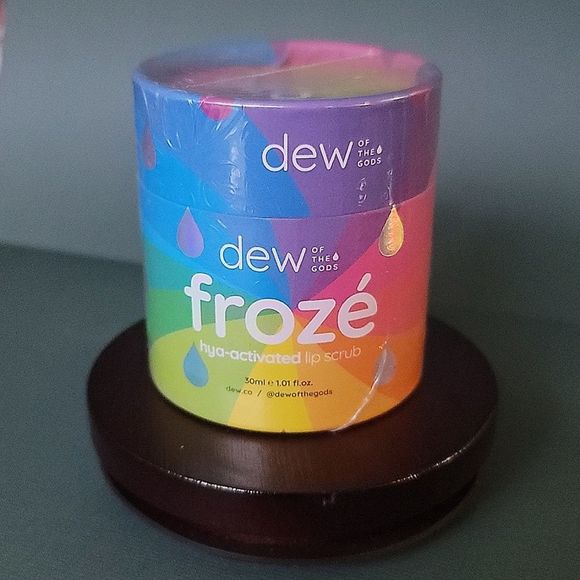 dew OF THE GODS
dew OF THE GODS
frozé
hya-activated lip scrub
30ml e 1.01 fl.oz.
dew.co / @dewofthegods